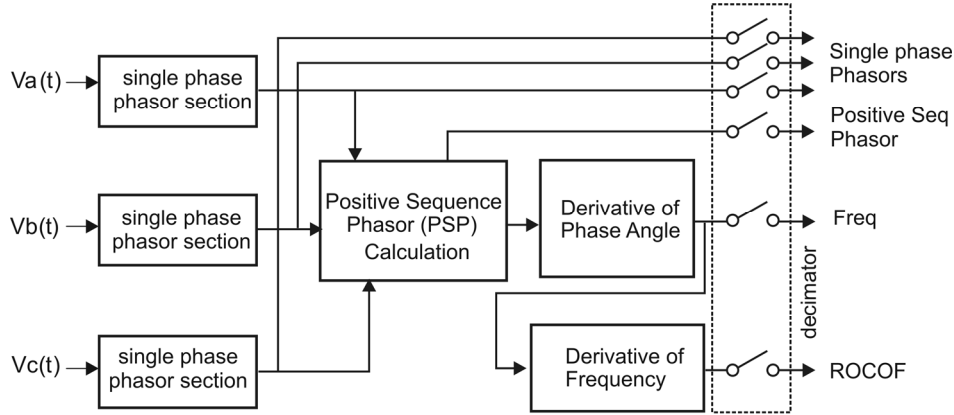 Va(t)
single phase
phasor section
Vb(t)
single phase
phasor section
Vc(t)
single phase
phasor section
Positive Sequence
Phasor (PSP)
Calculation
Derivative of
Phase Angle
Derivative of
Frequency
Single phase
Phasors
Positive Seq
Phasor
Freq
decimator
ROCOF